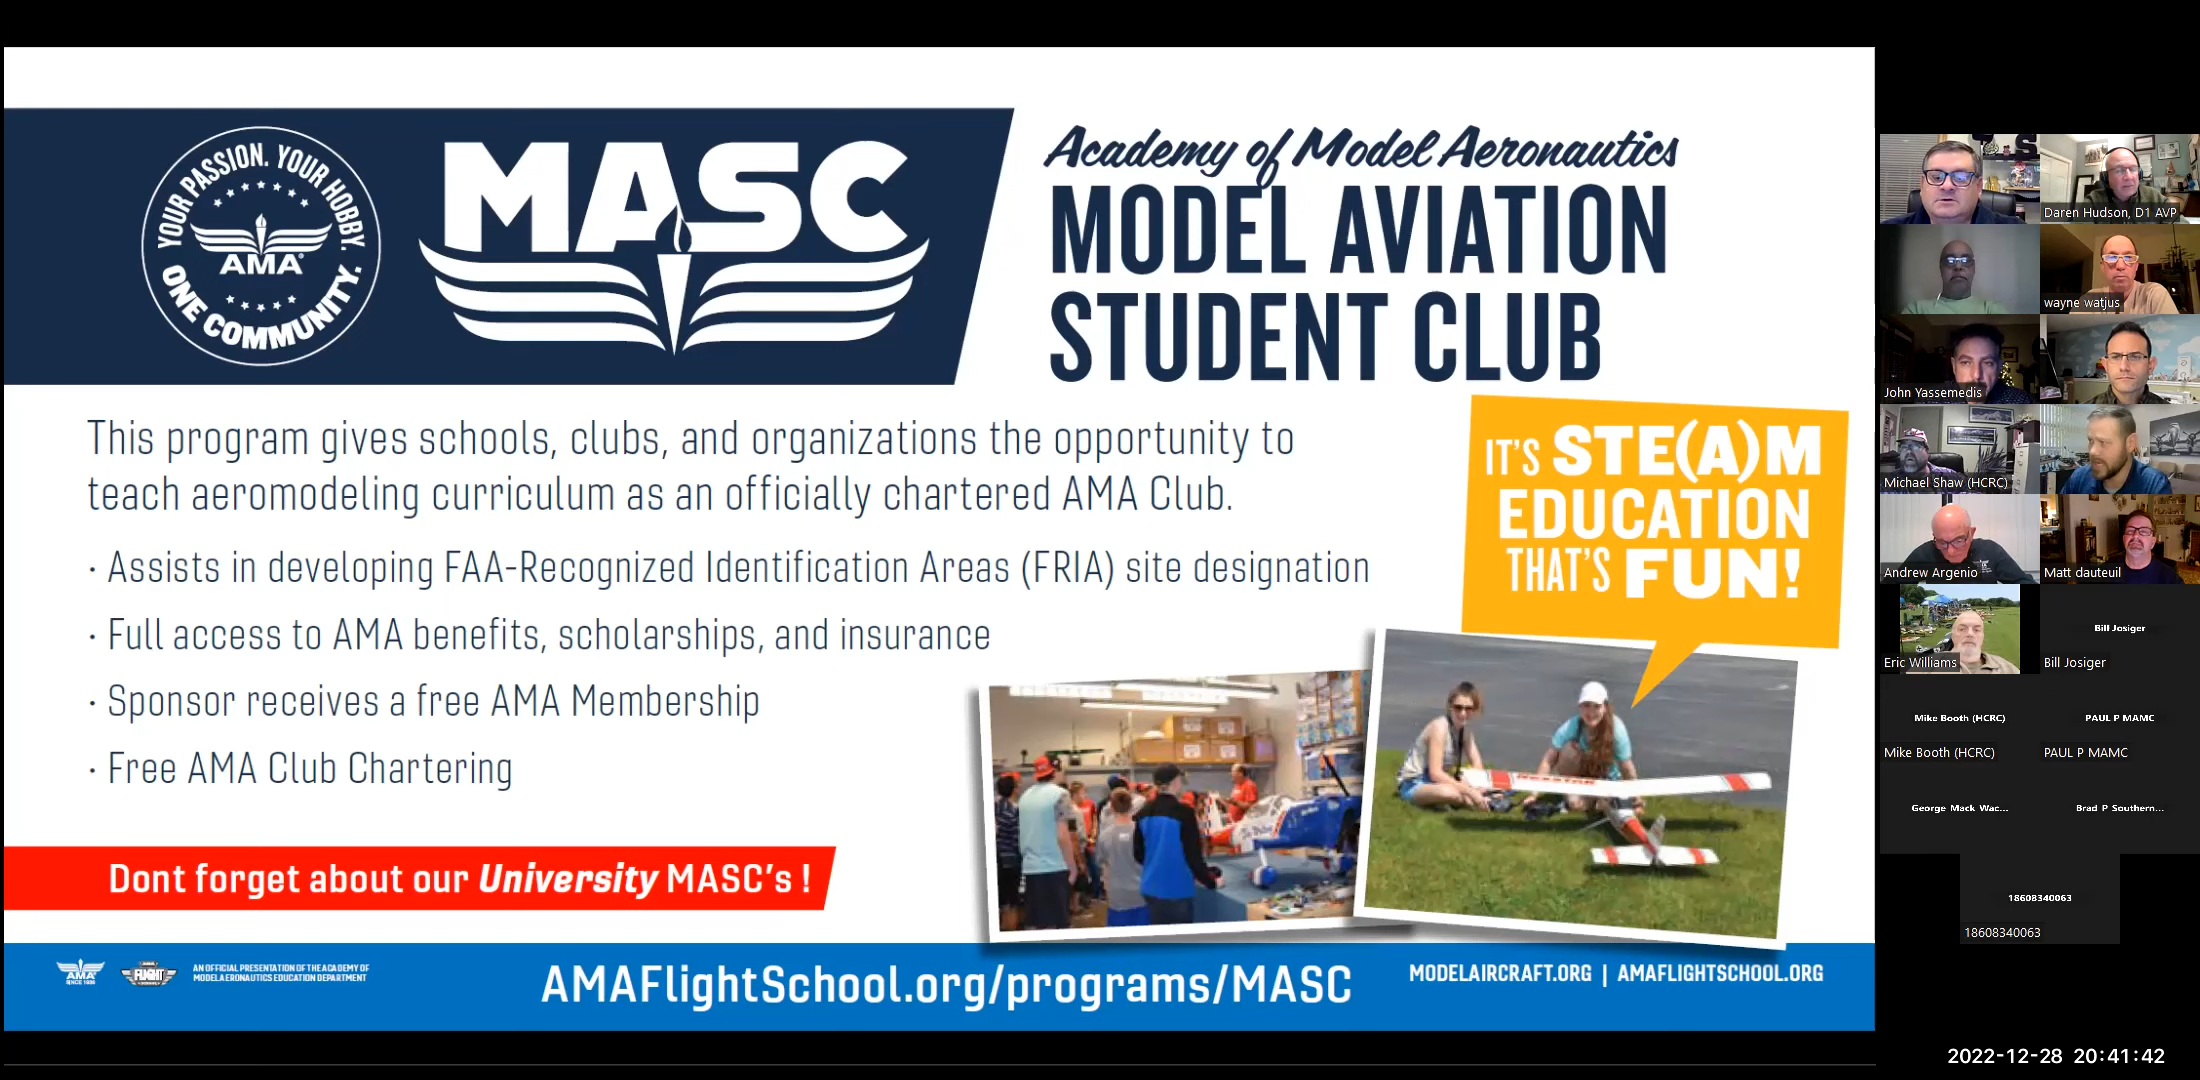 YOUR PASSION. YOUR HOBBY.
AMA
ONE COMMUNITY.
MASC
Academy of Model Aeronautics
MODEL AVIATION
STUDENT CLUB
This program gives schools, clubs, and organizations the opportunity to
teach aeromodeling curriculum as an officially chartered AMA Club.
· Assists in developing FAA-Recognized Identification Areas (FRIA) site designation
· Full access to AMA benefits, scholarships, and insurance
· Sponsor receives a free AMA Membership
· Free AMA Club Chartering
IT'S STE(A)M
EDUCATION
THAT'S FUN!
Dont forget about our University MASC's !
AMA
SINCE 1936
FLIGHT
AN OFFICIAL PRESENTATION OF THE ACADEMY OF
MODEL AERONAUTICS EDUCATION DEPARTMENT
AMAFlightSchool.org/programs/MASC
MODELAIRCRAFT.ORG | AMAFLIGHTSCHOOL.ORG
Daren Hudson, D1 AVP
wayne watjus
John Yassemedis
Michael Shaw (HCRC)
Andrew Argenio
Matt dauteuil
Eric Williams
Bill Josiger
Bill Josiger
Mike Booth (HCRC)
Mike Booth (HCRC)
PAUL P MAMC
PAUL P MAMC
George Mack Wac...
Brad P Southern...
18608340063
18608340063
2022-12-28 20:41:42